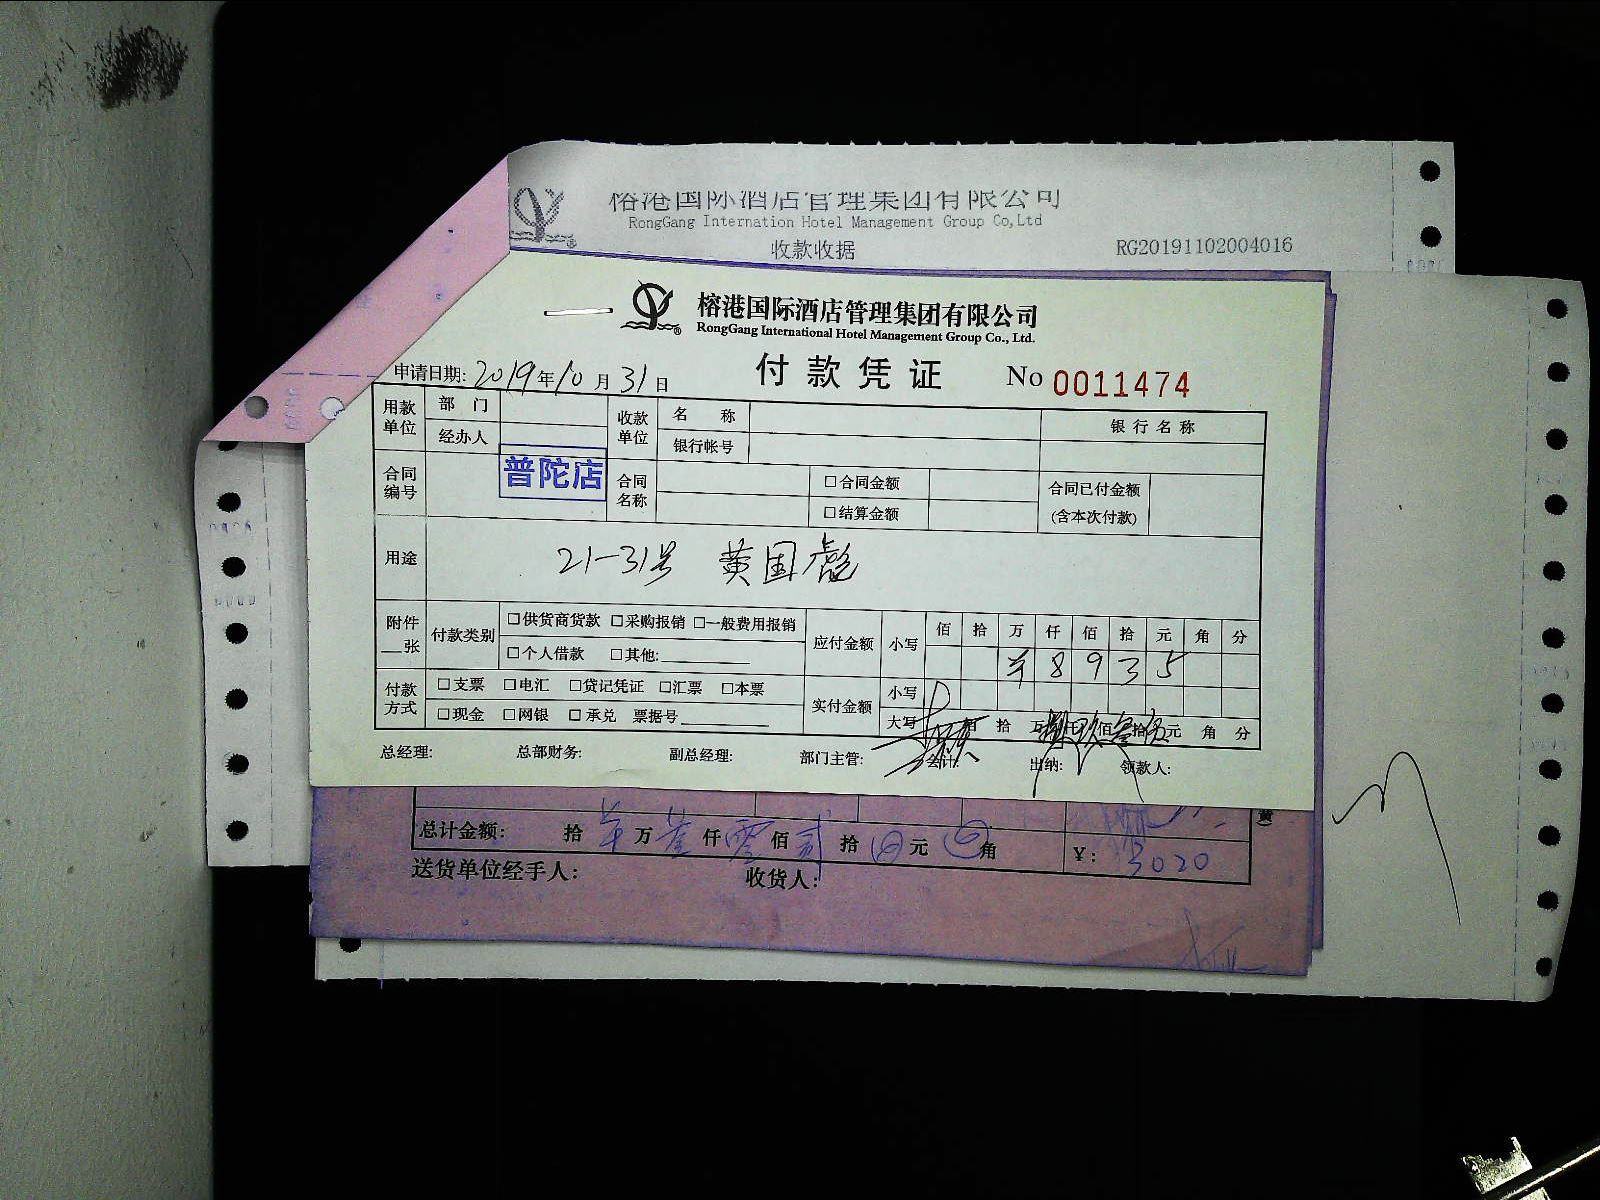 榕港国际酒店管理集团有限公司
RongGang Internation Hotel Management Group Co,Ltd
收款收据 RG20191102004016
榕港国际酒店管理集团有限公司
RongGang International Hotel Management Group Co., Ltd.
付款凭证 No 0011474
申请日期: 2019年10月31日
用款单位 部门 收款单位 名称 银行名称
经办人 银行帐号
普陀店
合同编号 合同名称 □合同金额 合同已付金额
□结算金额 (含本次付款)
用途 21-31号 黄国彪
附件 张 付款类别 □供货商货款 □采购报销 □一般费用报销 应付金额 小写 佰 拾 万 仟 佰 拾 元 角 分
□个人借款 □其他: ¥ 8 9 3 5
付款方式 □支票 □电汇 □贷记凭证 □汇票 □本票 实付金额 小写
□现金 □网银 □承兑 票据号 大写 佰 拾 万 仟 佰 拾 元 角 分
总经理: 总部财务: 副总经理: 部门主管: 会计: 出纳: 领款人:
总计金额: 拾 万 仟 零佰 贰拾 元 角 ¥: 3020
送货单位经手人: 收货人: